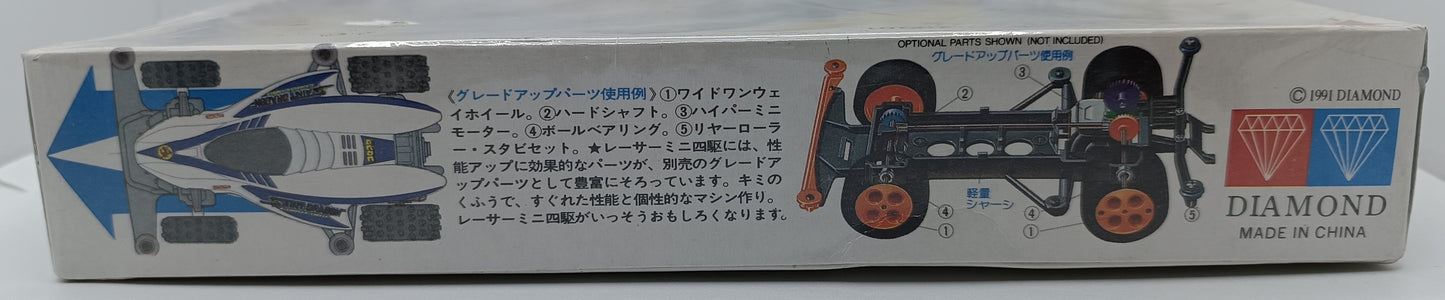 《グレードアップパーツ使用例》①ワイドワンウェ
イホイール。②ハードシャフト。③ハイパーミニ
モーター。④ボールベアリング。⑤リヤーローラ
ー・スタビセット。★レーサーミニ四駆には、性
能アップに効果的なパーツが、別売のグレードア
ップパーツとして豊富にそろっています。キミの
くふうで、すぐれた性能と個性的なマシン作り。
レーサーミニ四駆がいっそうおもしろくなります。
OPTIONAL PARTS SHOWN (NOT INCLUDED)
グレードアップパーツ使用例
③
②
軽量
シャーシ
④
①
④
①
⑤
© 1991 DIAMOND
DIAMOND
MADE IN CHINA